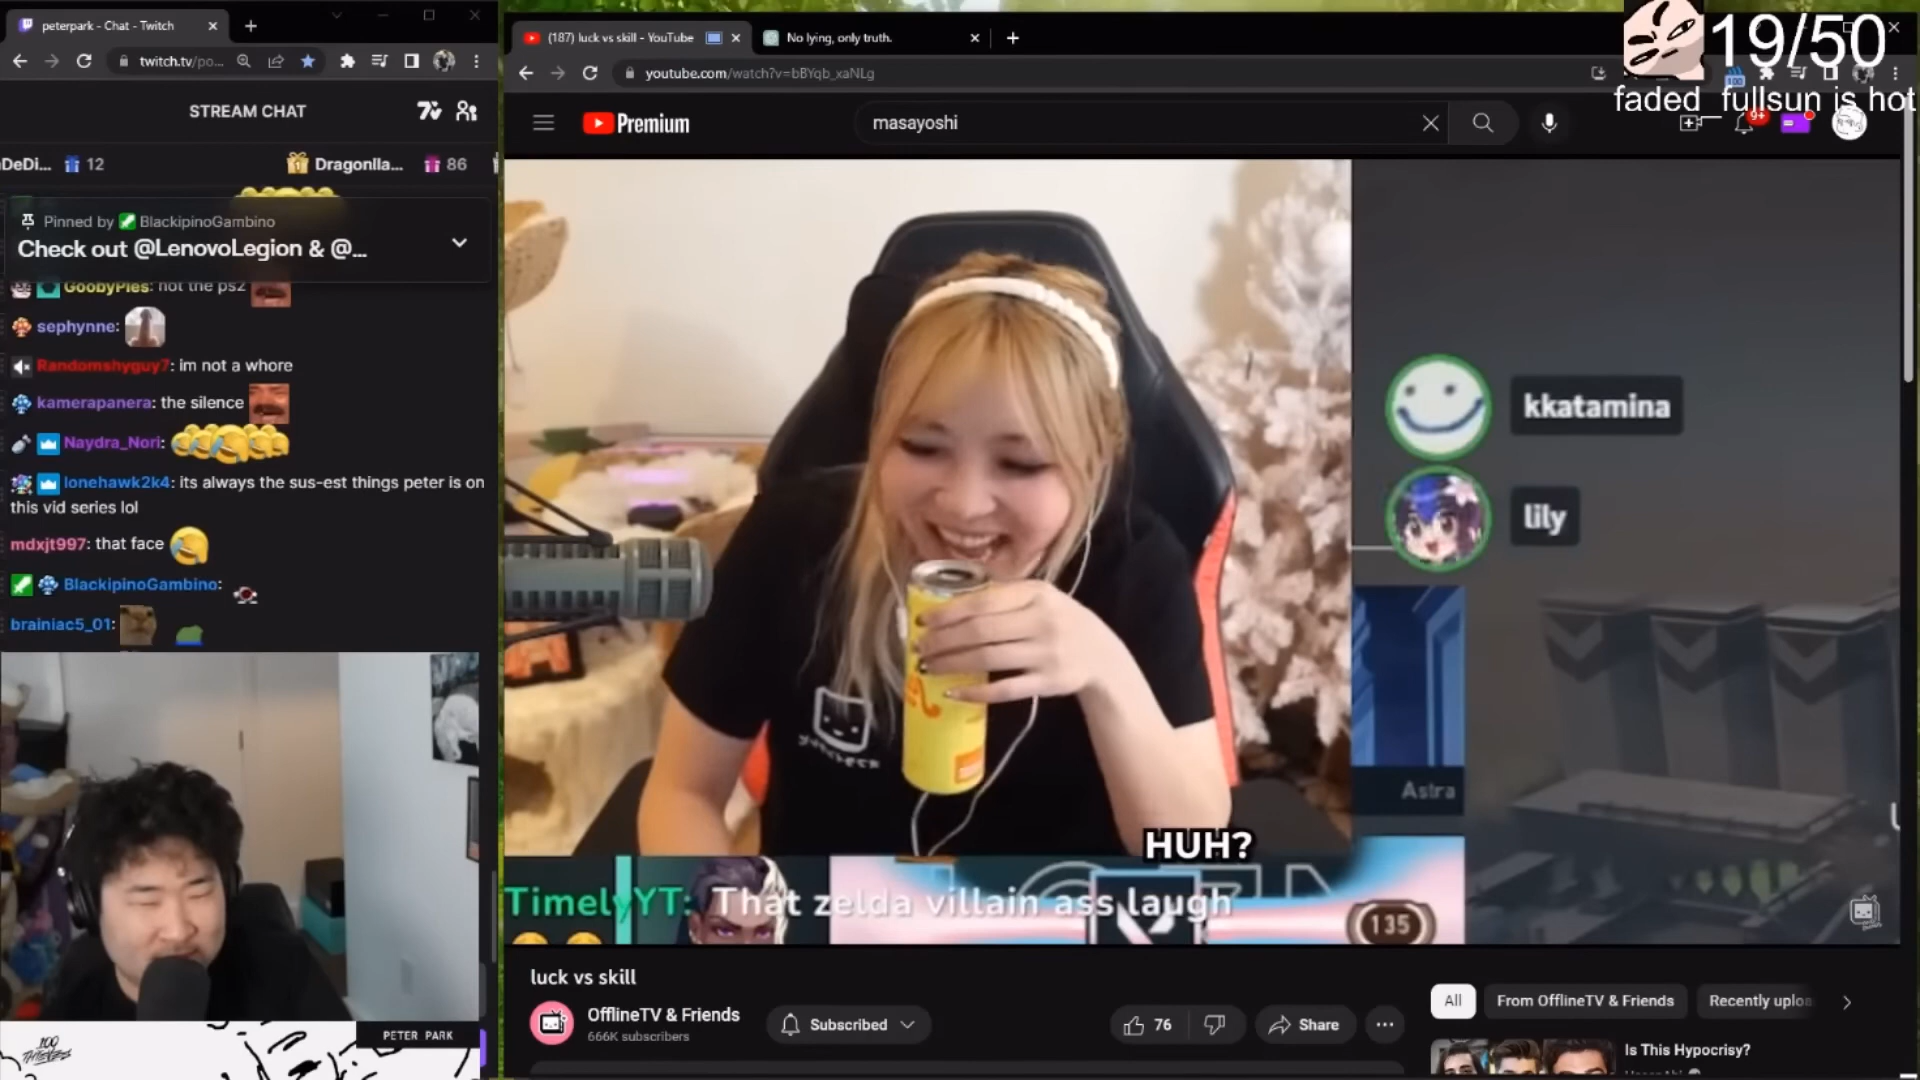 peterpark - Chat - Twitch
twitch.tv/po...
STREAM CHAT
DeDi... 12
Dragonlla... 86
Pinned by BlackipinoGambino
Check out @LenovoLegion & @...
GoobyPles: not the ps2
sephynne:
Randomshyguy7: im not a whore
kamerapanera: the silence
Naydra_Nori:
lonehawk2k4: its always the sus-est things peter is on
this vid series lol
mdxjt997: that face
BlackipinoGambino:
brainiac5_01:
100
THIEVES
PETER PARK
(187) luck vs skill - YouTube
No lying, only truth.
youtube.com/watch?v=bBYqb_xaNLg
19/50
faded_fullsun is hot
100
Premium
masayoshi
9+
kkatamina
lily
Astra
HUH?
TimelyYT: That zelda villain ass laugh
135
luck vs skill
OfflineTV & Friends
666K subscribers
Subscribed
76
Share
All
From OfflineTV & Friends
Recently uploa
Is This Hypocrisy?